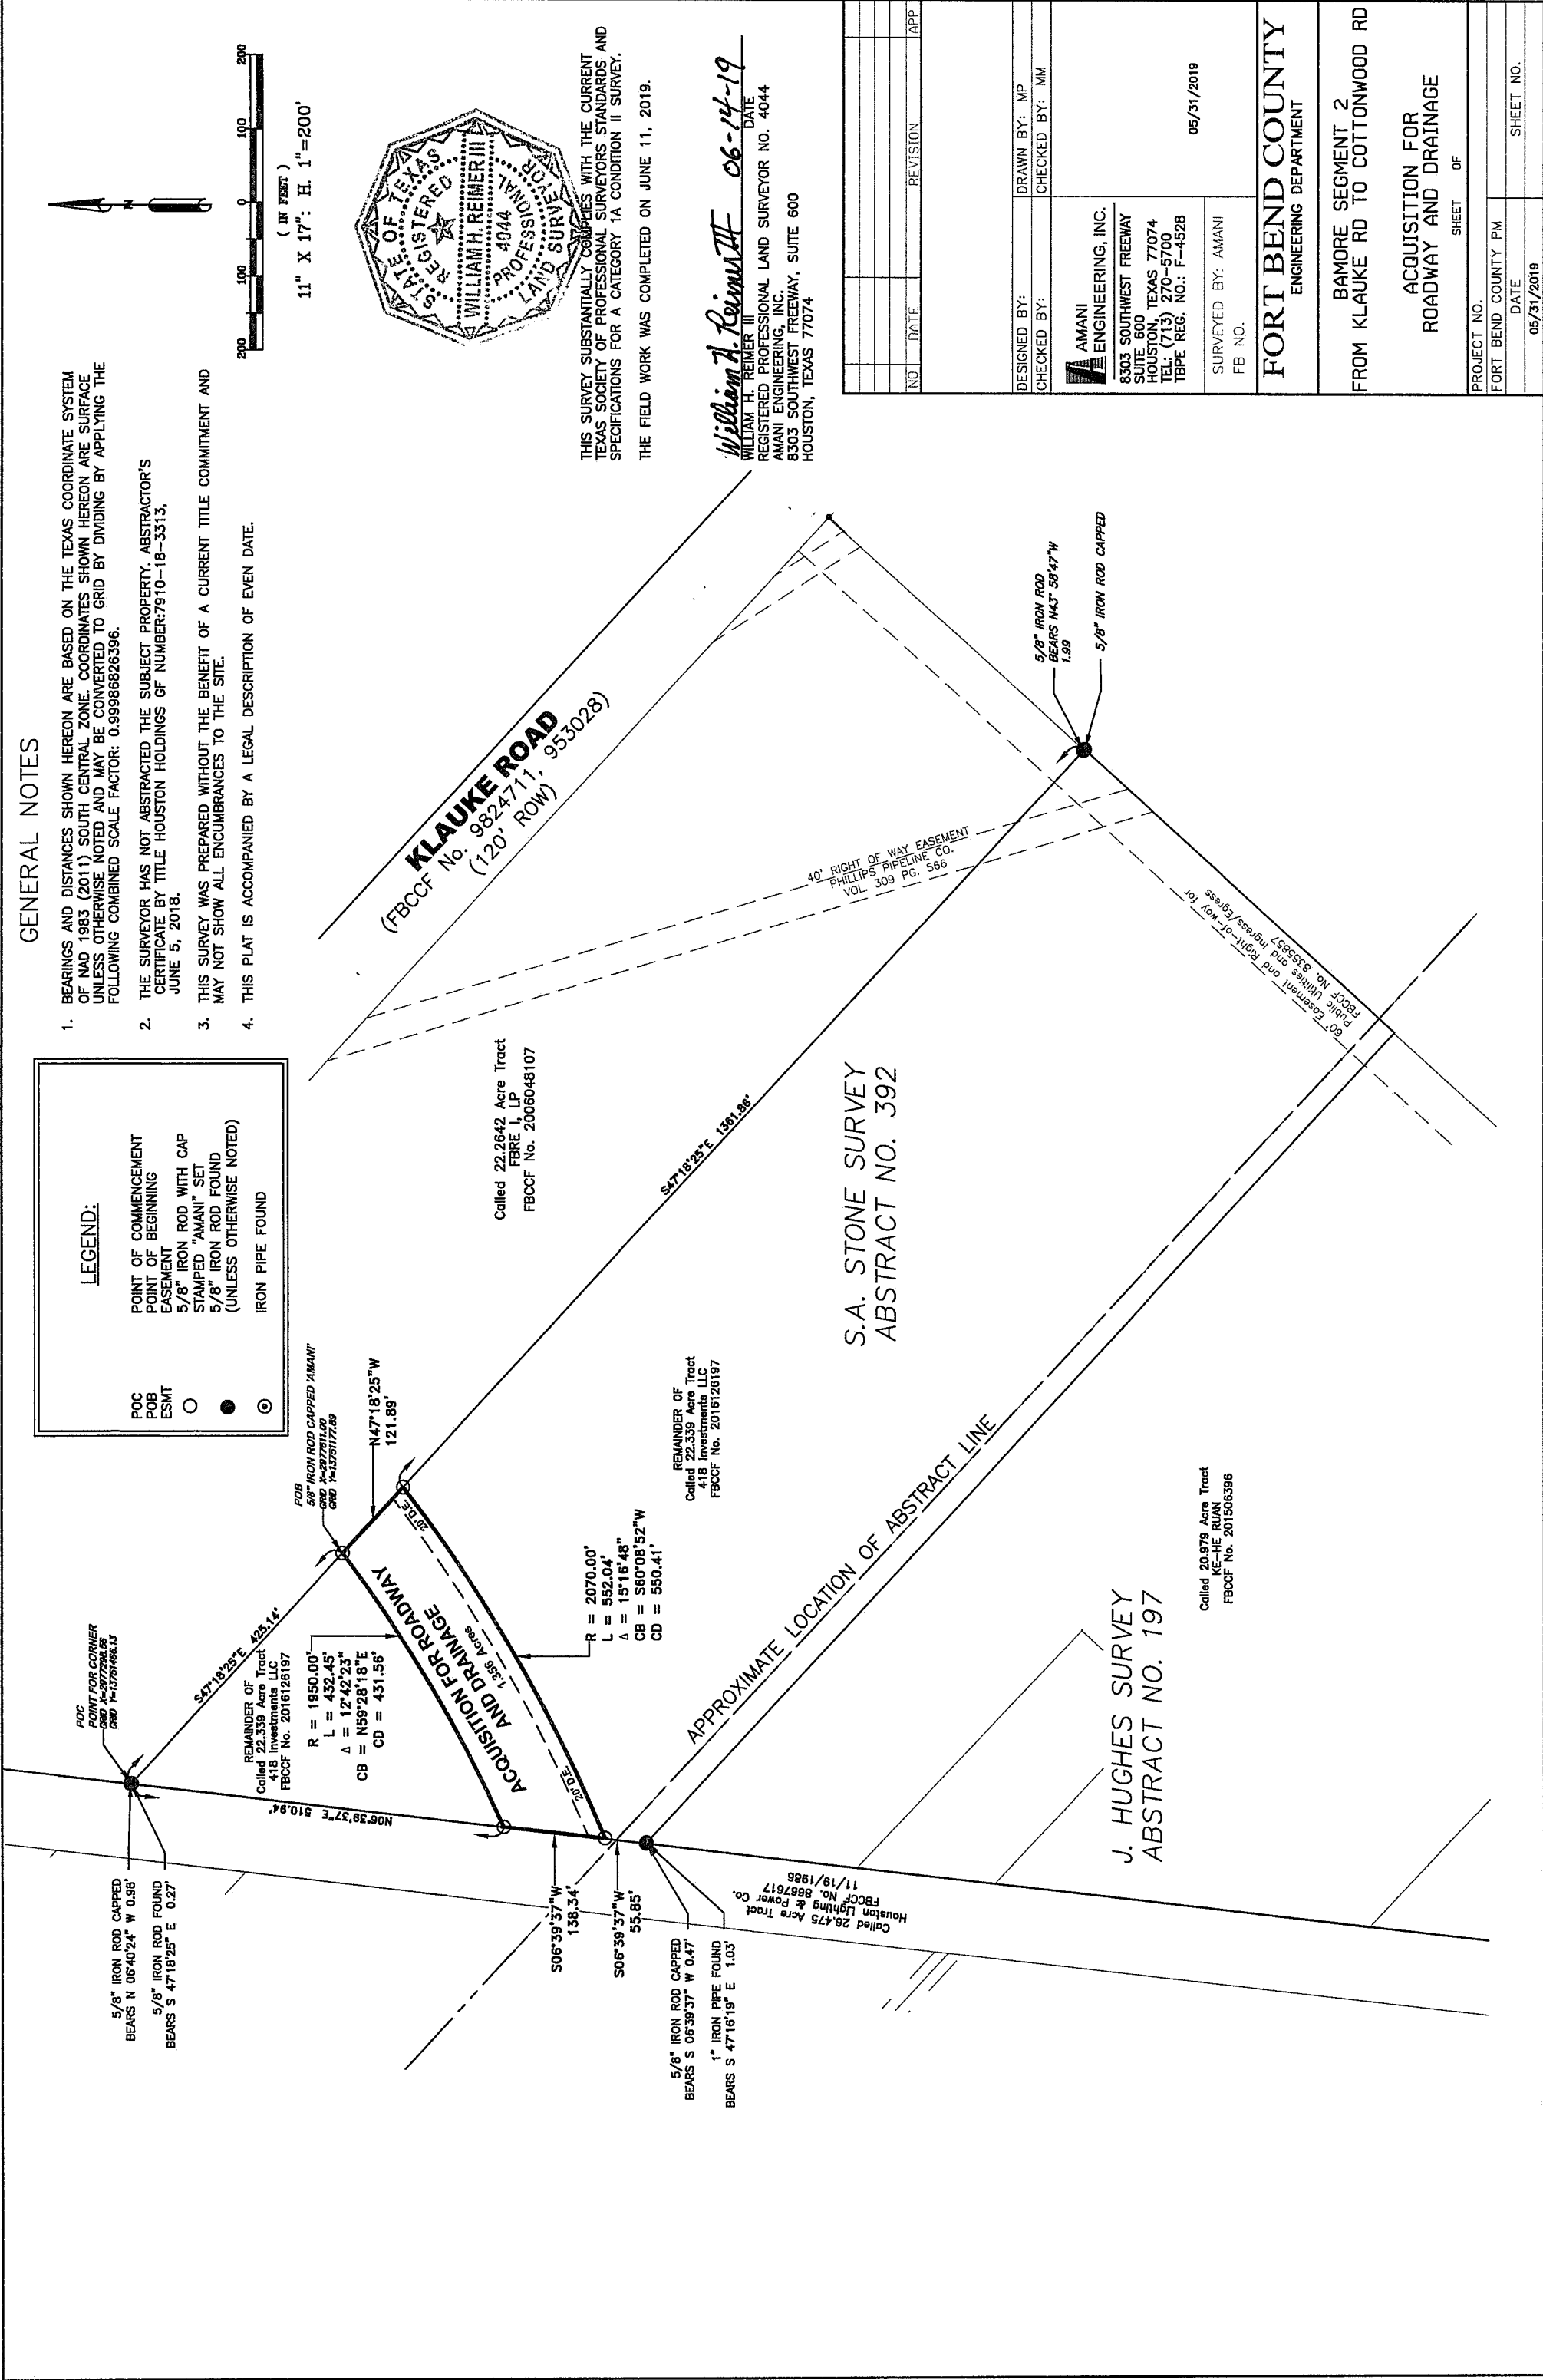 GENERAL NOTES
1. BEARINGS AND DISTANCES SHOWN HEREON ARE BASED ON THE TEXAS COORDINATE SYSTEM
OF NAD 1983 (2011) SOUTH CENTRAL ZONE. COORDINATES SHOWN HEREON ARE SURFACE
UNLESS OTHERWISE NOTED AND MAY BE CONVERTED TO GRID BY DIVIDING BY APPLYING THE
FOLLOWING COMBINED SCALE FACTOR: 0.99986826396.
2. THE SURVEYOR HAS NOT ABSTRACTED THE SUBJECT PROPERTY. ABSTRACTOR'S
CERTIFICATE BY TITLE HOUSTON HOLDINGS GF NUMBER:7910-18-3313,
JUNE 5, 2018.
3. THIS SURVEY WAS PREPARED WITHOUT THE BENEFIT OF A CURRENT TITLE COMMITMENT AND
MAY NOT SHOW ALL ENCUMBRANCES TO THE SITE.
4. THIS PLAT IS ACCOMPANIED BY A LEGAL DESCRIPTION OF EVEN DATE.
LEGEND:
POC POINT OF COMMENCEMENT
POB POINT OF BEGINNING
ESMT EASEMENT
5/8" IRON ROD WITH CAP
STAMPED "AMANI" SET
5/8" IRON ROD FOUND
(UNLESS OTHERWISE NOTED)
IRON PIPE FOUND
N
200 100 0 100 200
( IN FEET )
11" X 17": H. 1"=200'
STATE OF TEXAS
REGISTERED
WILLIAM H. REIMER III
4044
PROFESSIONAL
LAND SURVEYOR
THIS SURVEY SUBSTANTIALLY COMPLIES WITH THE CURRENT
TEXAS SOCIETY OF PROFESSIONAL SURVEYORS STANDARDS AND
SPECIFICATIONS FOR A CATEGORY 1A CONDITION II SURVEY.
THE FIELD WORK WAS COMPLETED ON JUNE 11, 2019.
William H. Reimer III 06-14-19
WILLIAM H. REIMER III DATE
REGISTERED PROFESSIONAL LAND SURVEYOR NO. 4044
AMANI ENGINEERING, INC.
8303 SOUTHWEST FREEWAY, SUITE 600
HOUSTON, TEXAS 77074
5/8" IRON ROD CAPPED
BEARS N 06°40'24" W 0.98'
5/8" IRON ROD FOUND
BEARS S 47°18'25" E 0.27'
POC
POINT FOR CORNER
GRID X=2977298.56
GRID Y=13751466.13
S47°18'25"E 425.14'
POB
5/8" IRON ROD CAPPED "AMANI"
GRID X=2977611.00
GRID Y=13751177.89
N47°18'25"W
121.89'
REMAINDER OF
Called 22.339 Acre Tract
418 Investments LLC
FBCCF No. 2016126197
N06°39'37"E 510.94'
R = 1950.00'
L = 432.45'
Δ = 12°42'23"
CB = N59°28'18"E
CD = 431.56'
ACQUISITION FOR ROADWAY
AND DRAINAGE
1.356 Acres
20' D.E.
20' D.E.
R = 2070.00'
L = 552.04'
Δ = 15°16'48"
CB = S60°08'52"W
CD = 550.41'
S06°39'37"W
138.34'
S06°39'37"W
55.85'
5/8" IRON ROD CAPPED
BEARS S 06°39'37" W 0.47'
1" IRON PIPE FOUND
BEARS S 47°16'19" E 1.03'
Called 26.475 Acre Tract
Houston Lighting & Power Co.
FBCCF No. 8667617
11/19/1986
Called 22.2642 Acre Tract
FBRE I, LP
FBCCF No. 2006048107
KLAUKE ROAD
(FBCCF No. 9824711, 953028)
(120' ROW)
40' RIGHT OF WAY EASEMENT
PHILLIPS PIPELINE CO.
VOL. 309 PG. 566
S47°18'25"E 1361.86'
5/8" IRON ROD
BEARS N43° 58'47"W
1.99
5/8" IRON ROD CAPPED
REMAINDER OF
Called 22.339 Acre Tract
418 Investments LLC
FBCCF No. 2016126197
S.A. STONE SURVEY
ABSTRACT NO. 392
60' Easement and Right-of-way for
Public Utilities and Ingress/Egress
FBCCF No. 8355857
APPROXIMATE LOCATION OF ABSTRACT LINE
J. HUGHES SURVEY
ABSTRACT NO. 197
Called 20.979 Acre Tract
KE-HE RUAN
FBCCF No. 201506396
NO DATE REVISION APP
DESIGNED BY: DRAWN BY: MP
CHECKED BY: CHECKED BY: MM
AMANI
ENGINEERING, INC.
8303 SOUTHWEST FREEWAY
SUITE 600
HOUSTON, TEXAS 77074
TEL: (713) 270-5700
TBPE REG. NO.: F-4528
05/31/2019
SURVEYED BY: AMANI
FB NO.
FORT BEND COUNTY
ENGINEERING DEPARTMENT
BAMORE SEGMENT 2
FROM KLAUKE RD TO COTTONWOOD RD
ACQUISITION FOR
ROADWAY AND DRAINAGE
SHEET OF
PROJECT NO.
FORT BEND COUNTY PM
DATE SHEET NO.
05/31/2019